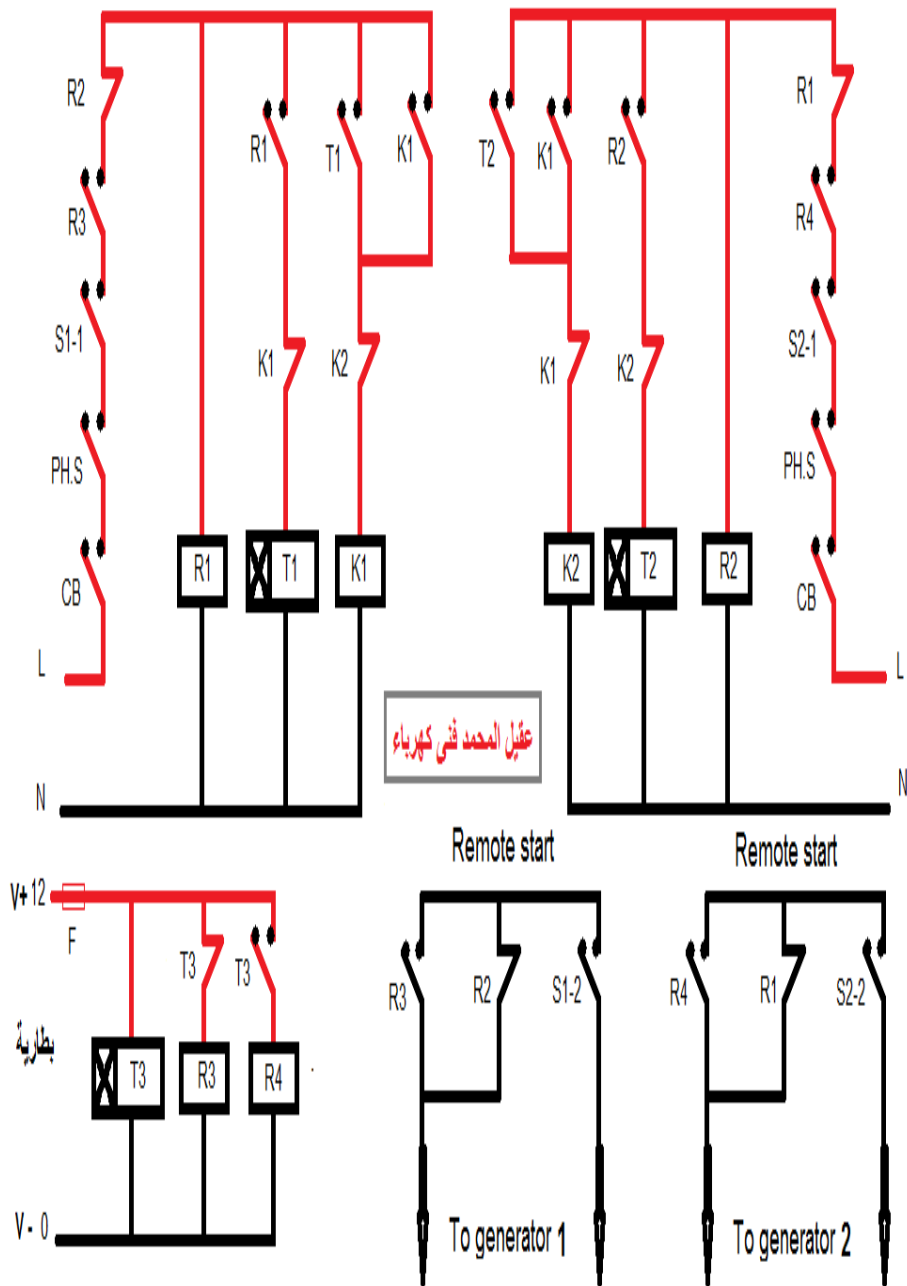 R2
R3
S1-1
PH.S
CB
L
N
R1
T1
K1
K1
K2
R1
T1
K1
T2
K1
R2
K1
K2
K2
T2
R2
R1
R4
S2-1
PH.S
CB
L
N
عقيل المحمد فني كهرباء
V+ 12
F
بطارية
T3
T3
T3
R3
R4
V - 0
Remote start
R3
R2
S1-2
To generator 1
Remote start
R4
R1
S2-2
To generator 2